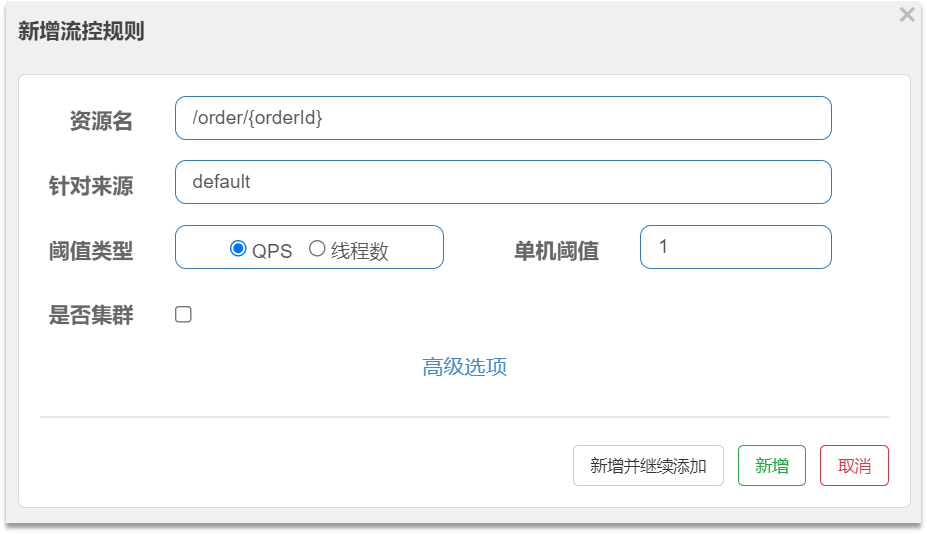 新增流控规则
资源名 /order/{orderId}
针对来源 default
阈值类型 QPS 线程数 单机阈值 1
是否集群
高级选项
新增并继续添加 新增 取消